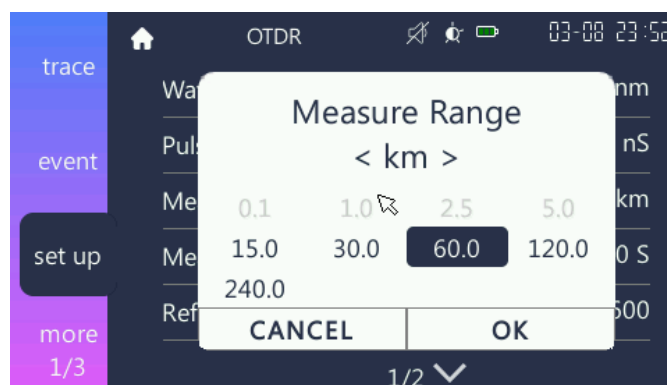 OTDR 03-08 23:52
trace
event
set up
more
1/3
Wa nm
Puls nS
Me km
Me 0 S
Ref 500
Measure Range
< km >
0.1 1.0 2.5 5.0
15.0 30.0 60.0 120.0
240.0
CANCEL OK
1/2